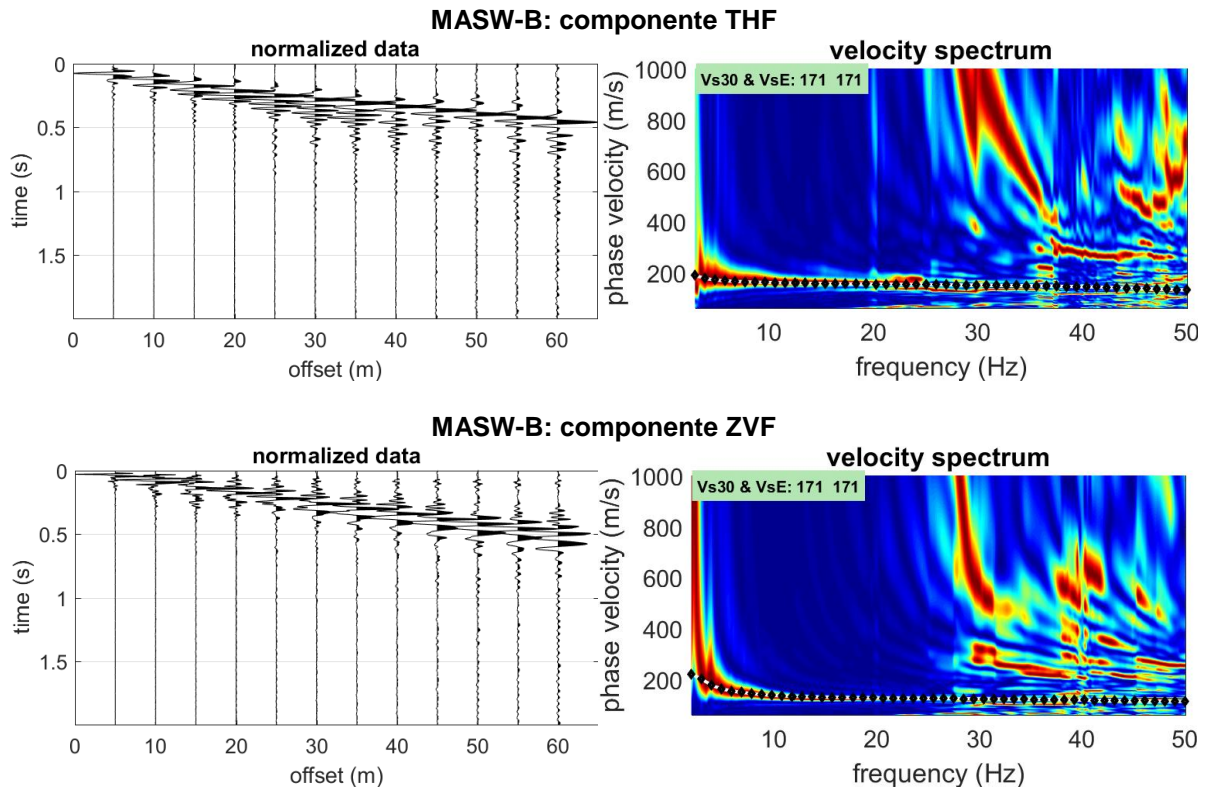 MASW-B: componente THF
normalized data
0
0.5
1
1.5
time (s)
0 10 20 30 40 50 60
offset (m)
velocity spectrum
Vs30 & VsE: 171 171
1000
800
600
400
200
phase velocity (m/s)
10 20 30 40 50
frequency (Hz)
MASW-B: componente ZVF
normalized data
0
0.5
1
1.5
time (s)
0 10 20 30 40 50 60
offset (m)
velocity spectrum
Vs30 & VsE: 171 171
1000
800
600
400
200
phase velocity (m/s)
10 20 30 40 50
frequency (Hz)